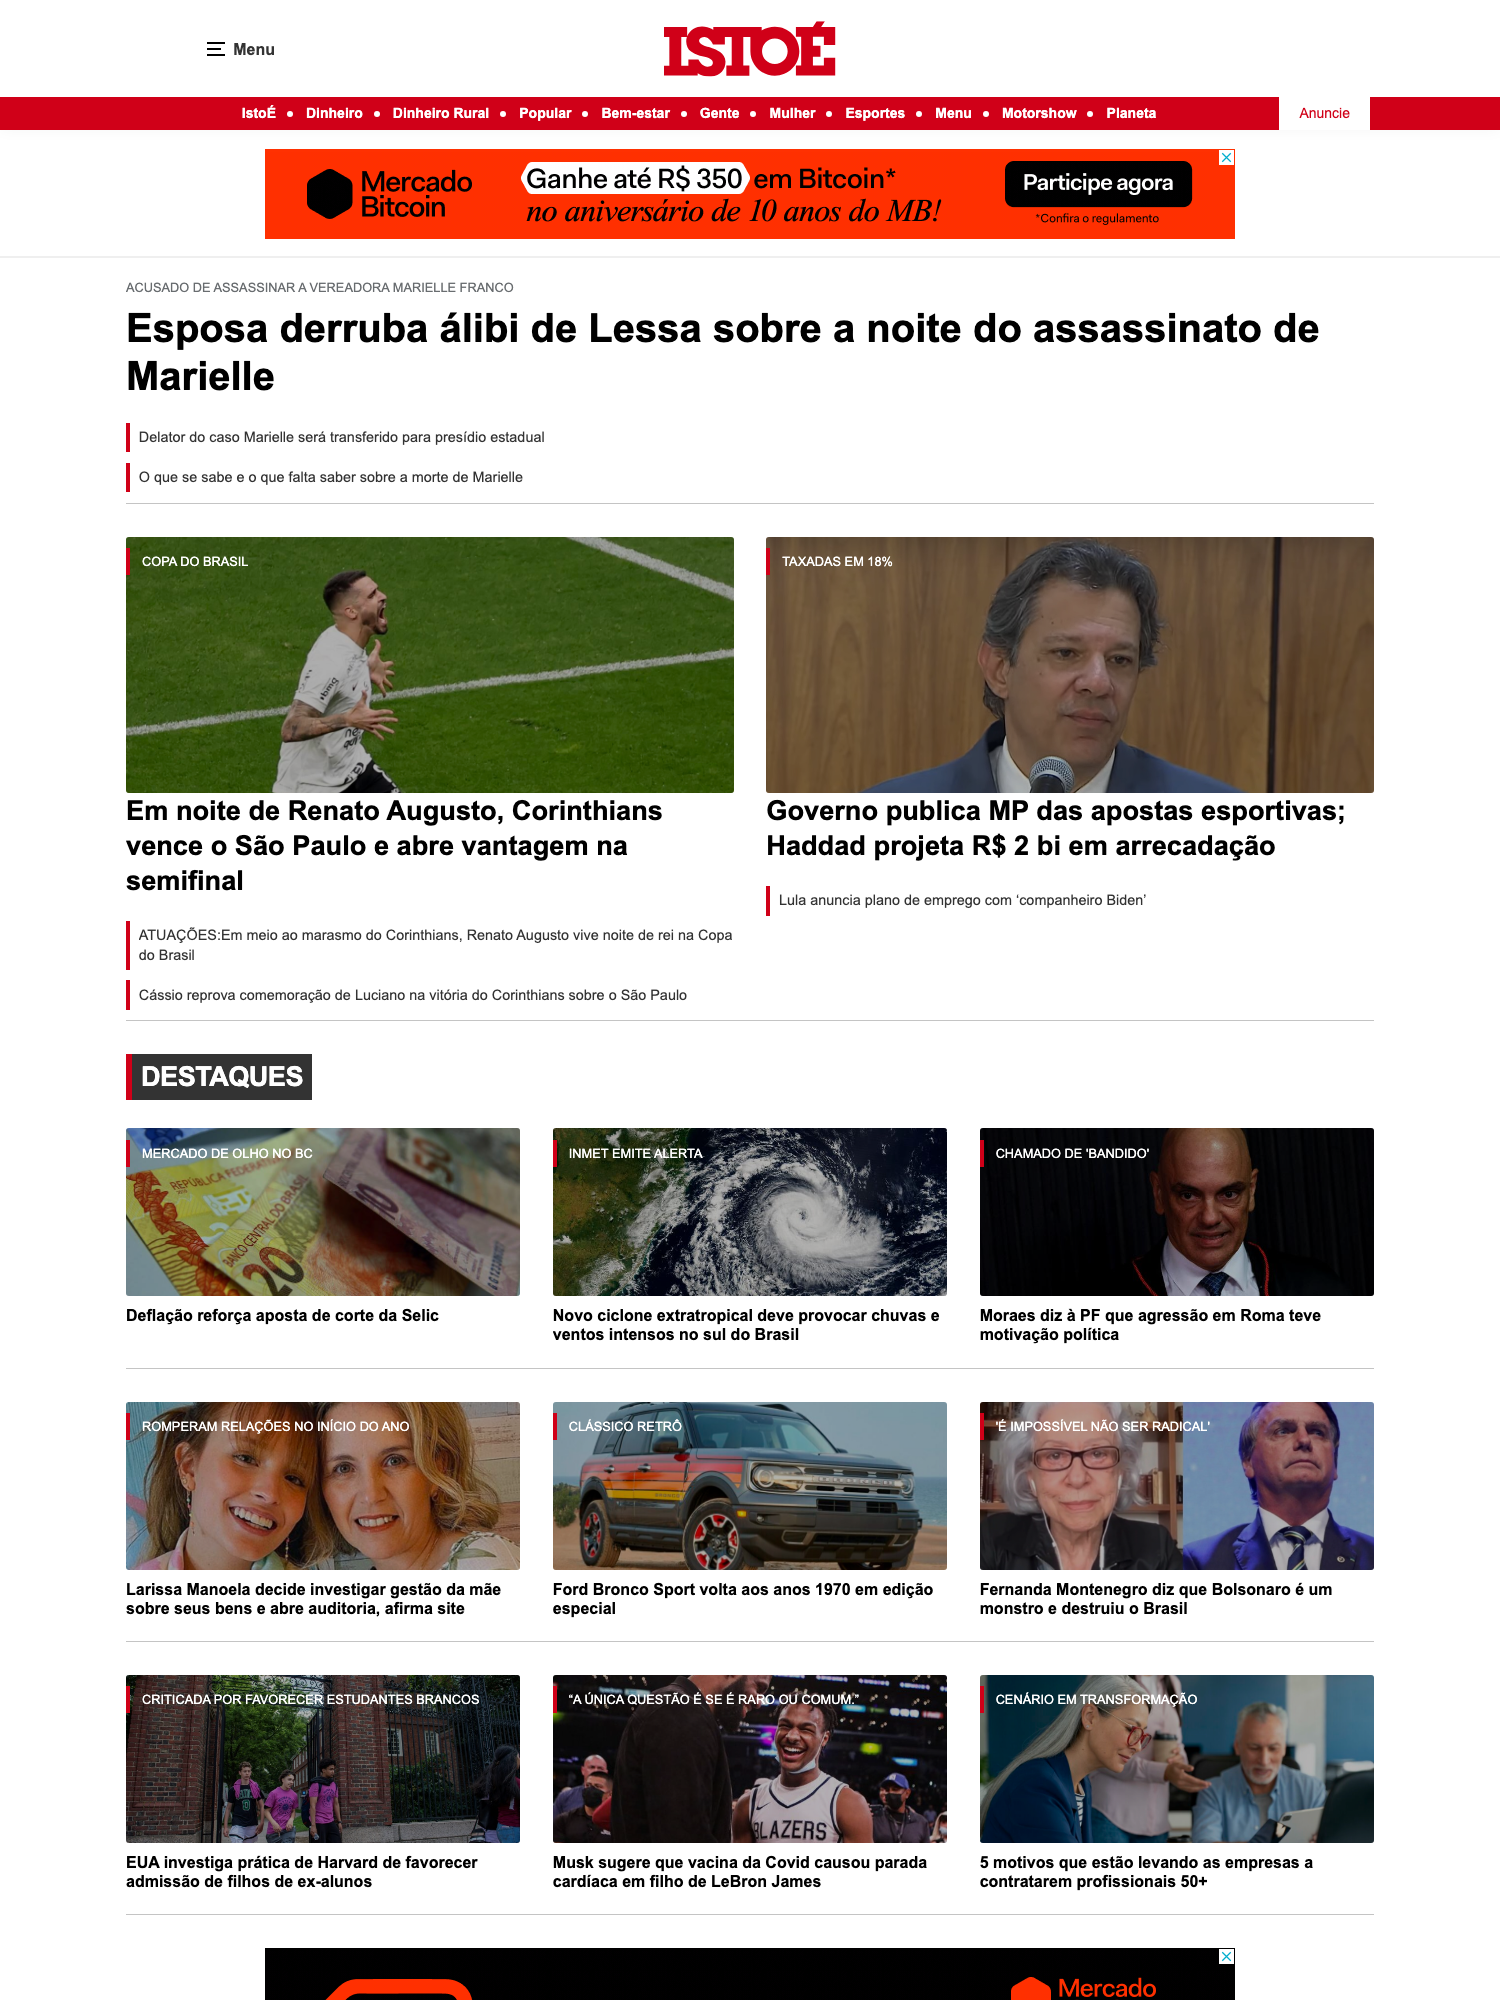 Menu
ISTOÉ
IstoÉ • Dinheiro • Dinheiro Rural • Popular • Bem-estar • Gente • Mulher • Esportes • Menu • Motorshow • Planeta
Anuncie
Mercado
Bitcoin
Ganhe até R$ 350 em Bitcoin*
no aniversário de 10 anos do MB!
Participe agora
*Confira o regulamento
ACUSADO DE ASSASSINAR A VEREADORA MARIELLE FRANCO
Esposa derruba álibi de Lessa sobre a noite do assassinato de
Marielle
Delator do caso Marielle será transferido para presídio estadual
O que se sabe e o que falta saber sobre a morte de Marielle
COPA DO BRASIL
Em noite de Renato Augusto, Corinthians
vence o São Paulo e abre vantagem na
semifinal
ATUAÇÕES:Em meio ao marasmo do Corinthians, Renato Augusto vive noite de rei na Copa
do Brasil
Cássio reprova comemoração de Luciano na vitória do Corinthians sobre o São Paulo
TAXADAS EM 18%
Governo publica MP das apostas esportivas;
Haddad projeta R$ 2 bi em arrecadação
Lula anuncia plano de emprego com ‘companheiro Biden’
DESTAQUES
MERCADO DE OLHO NO BC
REPÚBLICA FEDERATI
BANCO CENTRAL DO BRASIL
20
Deflação reforça aposta de corte da Selic
INMET EMITE ALERTA
Novo ciclone extratropical deve provocar chuvas e
ventos intensos no sul do Brasil
CHAMADO DE 'BANDIDO'
Moraes diz à PF que agressão em Roma teve
motivação política
ROMPERAM RELAÇÕES NO INÍCIO DO ANO
Larissa Manoela decide investigar gestão da mãe
sobre seus bens e abre auditoria, afirma site
CLÁSSICO RETRÔ
BRONCO
Ford Bronco Sport volta aos anos 1970 em edição
especial
'É IMPOSSÍVEL NÃO SER RADICAL'
Fernanda Montenegro diz que Bolsonaro é um
monstro e destruiu o Brasil
CRITICADA POR FAVORECER ESTUDANTES BRANCOS
EUA investiga prática de Harvard de favorecer
admissão de filhos de ex-alunos
“A ÚNICA QUESTÃO É SE É RARO OU COMUM.”
BLAZERS
Musk sugere que vacina da Covid causou parada
cardíaca em filho de LeBron James
CENÁRIO EM TRANSFORMAÇÃO
5 motivos que estão levando as empresas a
contratarem profissionais 50+
Mercado